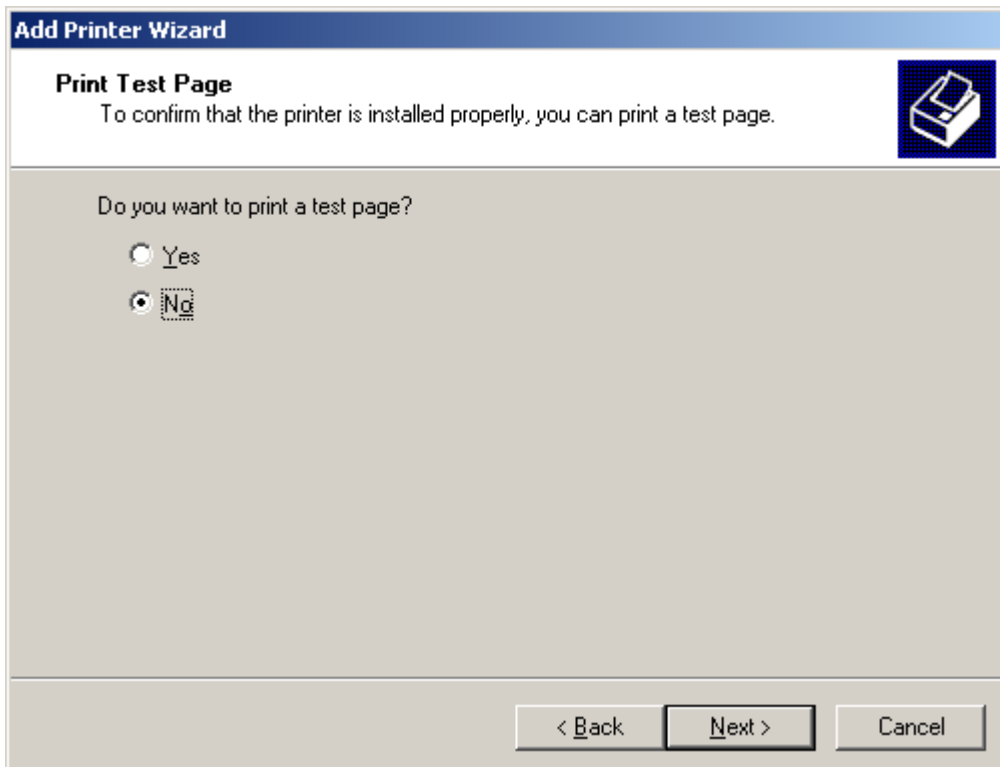 Add Printer Wizard
Print Test Page
To confirm that the printer is installed properly, you can print a test page.
Do you want to print a test page?
Yes
No
< Back Next > Cancel